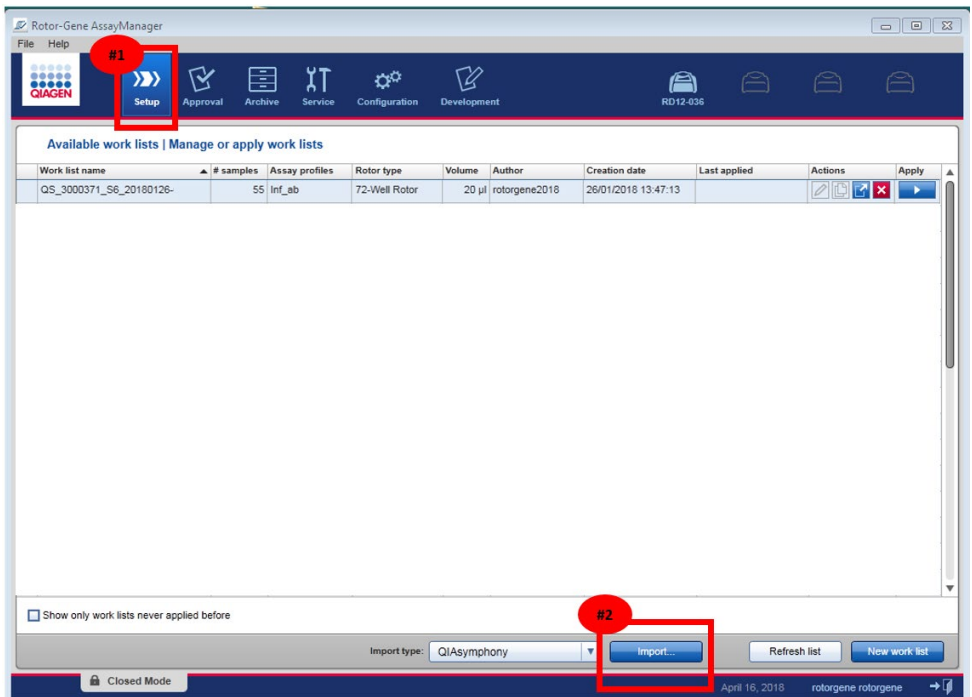 Rotor-Gene AssayManager
File Help
#1
QIAGEN
Setup Approval Archive Service Configuration Development RD12-036
Available work lists | Manage or apply work lists
Work list name # samples Assay profiles Rotor type Volume Author Creation date Last applied Actions Apply
QS_3000371_S6_20180126- 55 Inf_ab 72-Well Rotor 20 µl rotorgene2018 26/01/2018 13:47:13
Show only work lists never applied before
#2
Import type: QIAsymphony Import... Refresh list New work list
Closed Mode April 16, 2018 rotorgene rotorgene